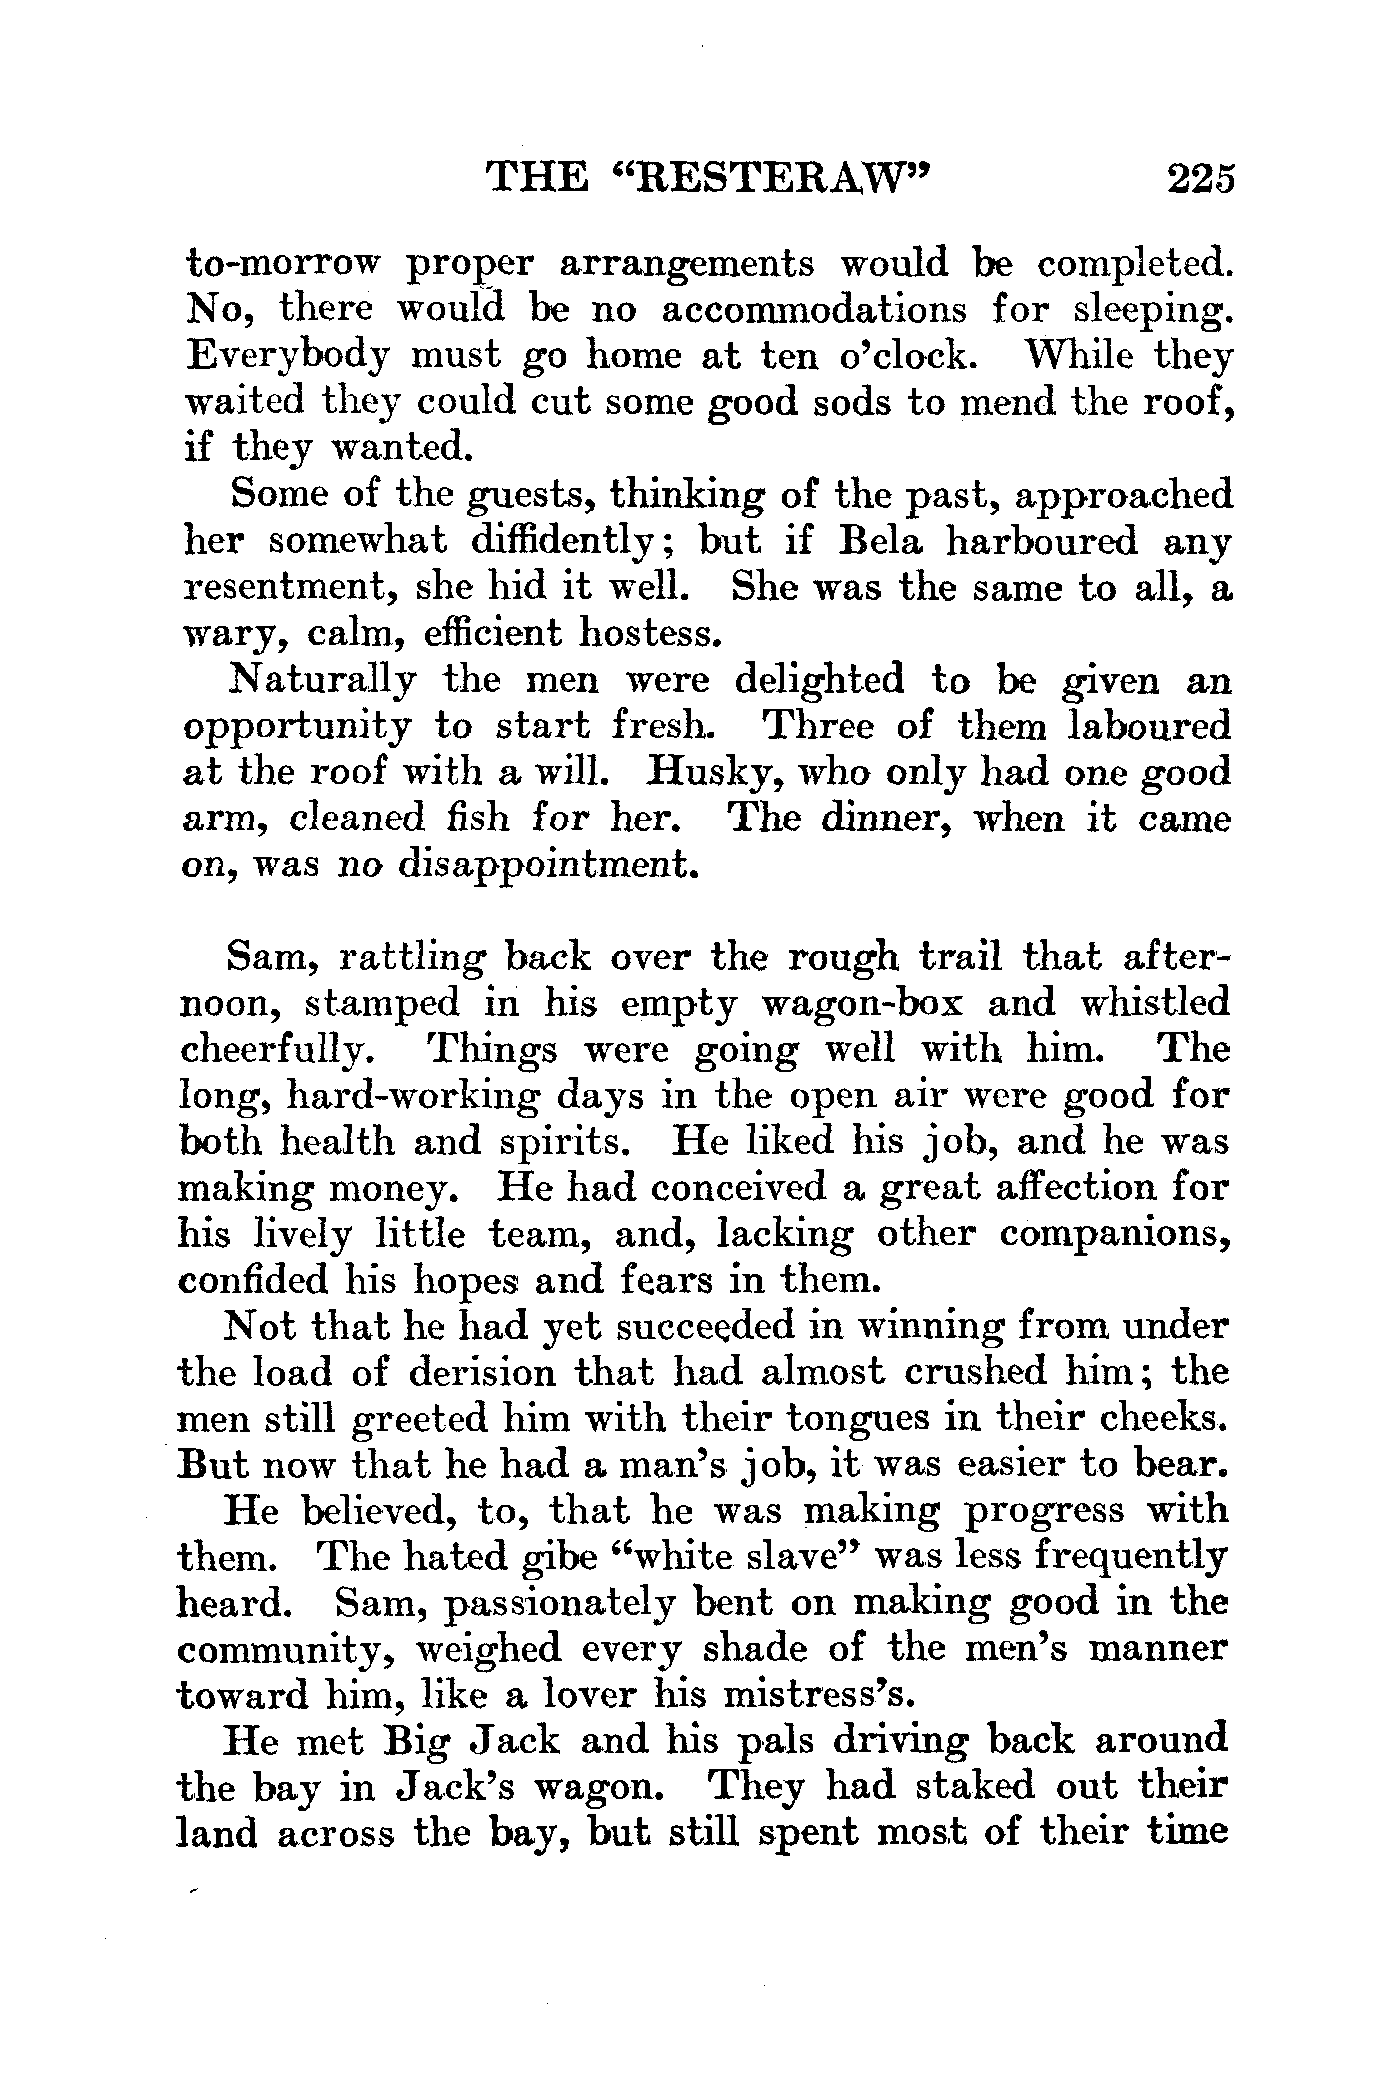 THE "RESTERAW" 225
to-morrow proper arrangements would be completed.
No, there would be no accommodations for sleeping.
Everybody must go home at ten o'clock. While they
waited they could cut some good sods to mend the roof,
if they wanted.
Some of the guests, thinking of the past, approached
her somewhat diffidently; but if Bela harboured any
resentment, she hid it well. She was the same to all, a
wary, calm, efficient hostess.
Naturally the men were delighted to be given an
opportunity to start fresh. Three of them laboured
at the roof with a will. Husky, who only had one good
arm, cleaned fish for her. The dinner, when it came
on, was no disappointment.
Sam, rattling back over the rough trail that after-
noon, stamped in his empty wagon-box and whistled
cheerfully. Things were going well with him. The
long, hard-working days in the open air were good for
both health and spirits. He liked his job, and he was
making money. He had conceived a great affection for
his lively little team, and, lacking other companions,
confided his hopes and fears in them.
Not that he had yet succeeded in winning from under
the load of derision that had almost crushed him; the
men still greeted him with their tongues in their cheeks.
But now that he had a man's job, it was easier to bear.
He believed, to, that he was making progress with
them. The hated gibe "white slave" was less frequently
heard. Sam, passionately bent on making good in the
community, weighed every shade of the men's manner
toward him, like a lover his mistress's.
He met Big Jack and his pals driving back around
the bay in Jack's wagon. They had staked out their
land across the bay, but still spent most of their time